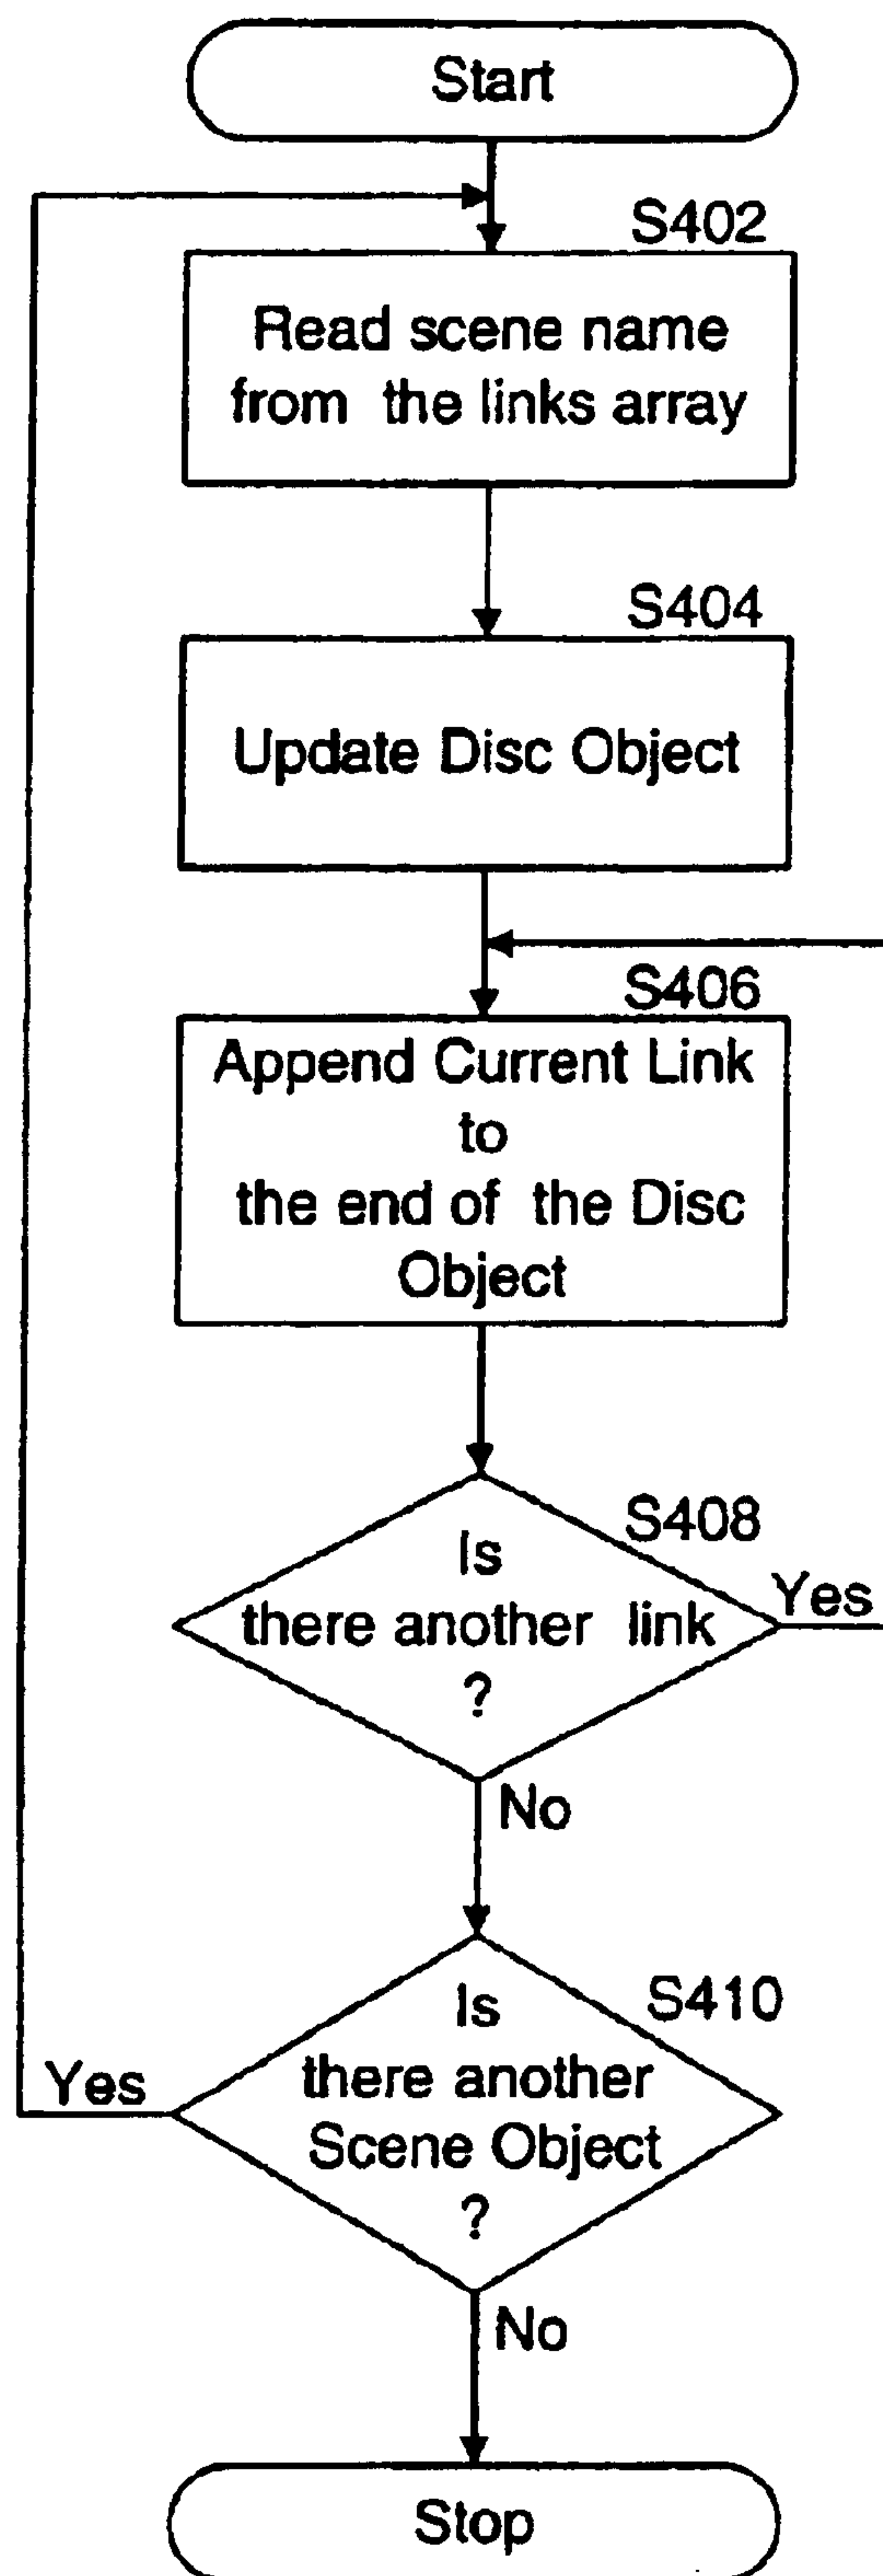 Start
S402
Read scene name
from the links array
S404
Update Disc Object
S406
Append Current Link
to
the end of the Disc
Object
S408
Is
there another link
?
Yes
No
S410
Is
there another
Scene Object
?
Yes
No
Stop